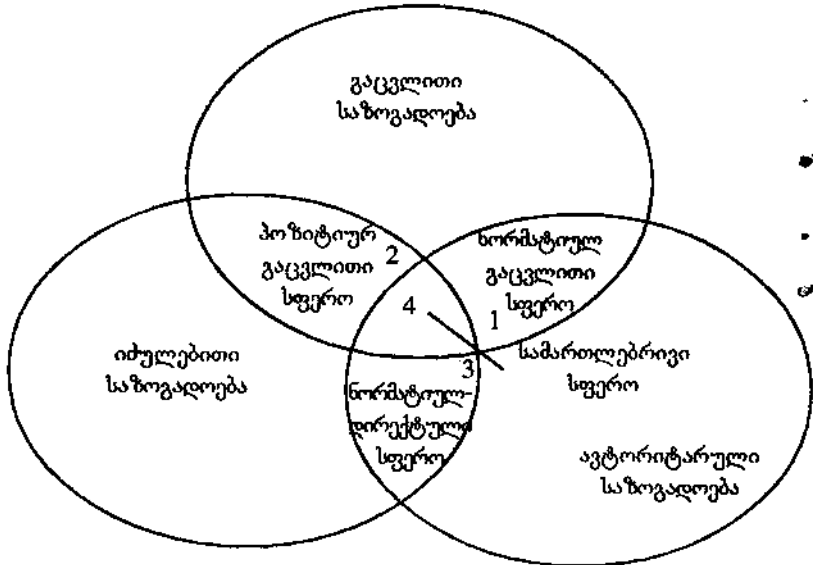 გაცვლითი
საზოგადოება
პოზიტიურ
გაცვლითი
სფერო
2
ნორმატიულ
გაცვლითი
სფერო
1
4
იძულებითი
საზოგადოება
3
ნორმატიულ-
დირექტული
სფერო
სამართლებრივი
სფერო
ავტორიტარული
საზოგადოება